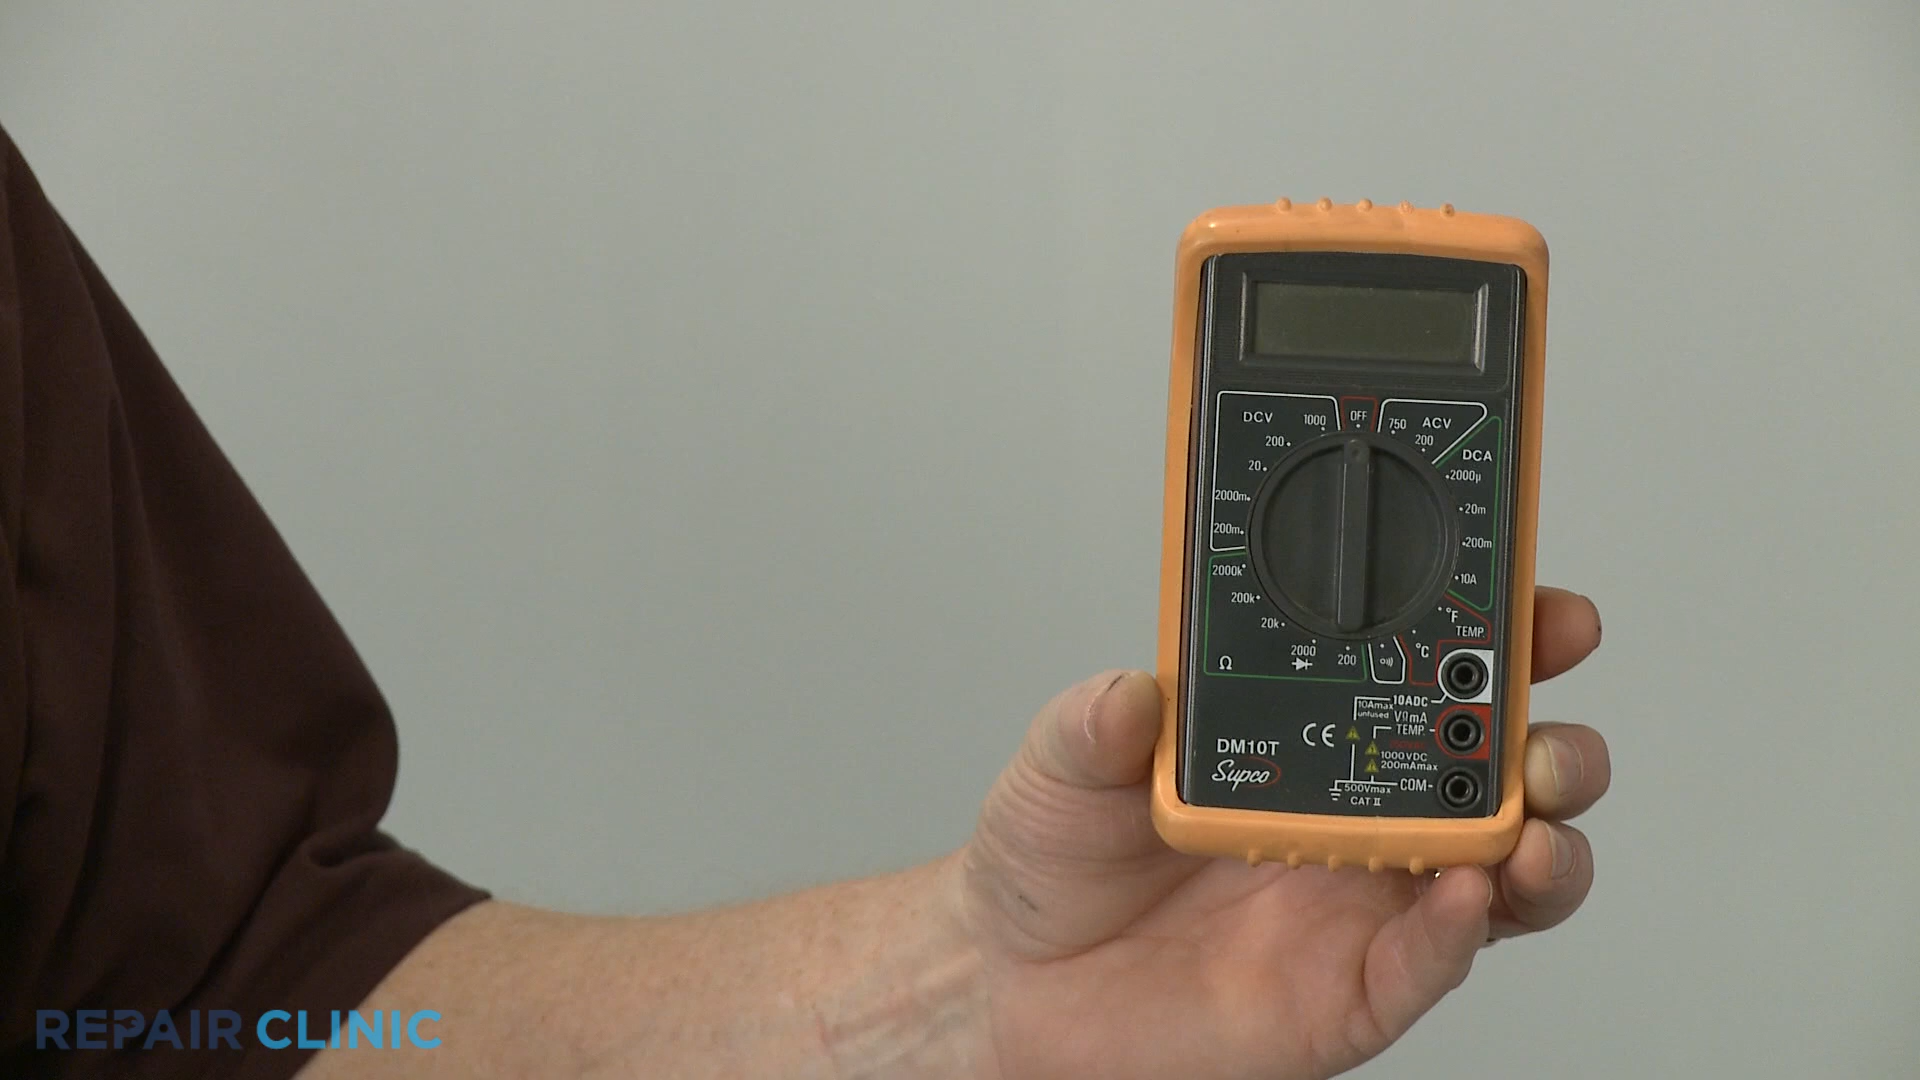 DCV 1000 OFF 750 ACV
200 200
DCA
20 2000µ
2000m 20m
200m 200m
2000k 10A
200k °F
20k TEMP.
2000 200 °C
Ω
10ADC
10Amax
unfused
VΩmA
TEMP.
CE
DM10T
Supco
1000VDC
200mAmax
COM
500Vmax
CAT II
REPAIR CLINIC